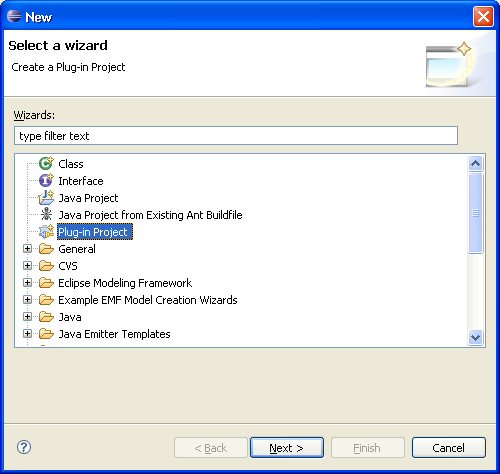 New
Select a wizard
Create a Plug-in Project
Wizards:
type filter text
Class
Interface
Java Project
Java Project from Existing Ant Buildfile
Plug-in Project
General
CVS
Eclipse Modeling Framework
Example EMF Model Creation Wizards
Java
Java Emitter Templates
< Back
Next >
Finish
Cancel